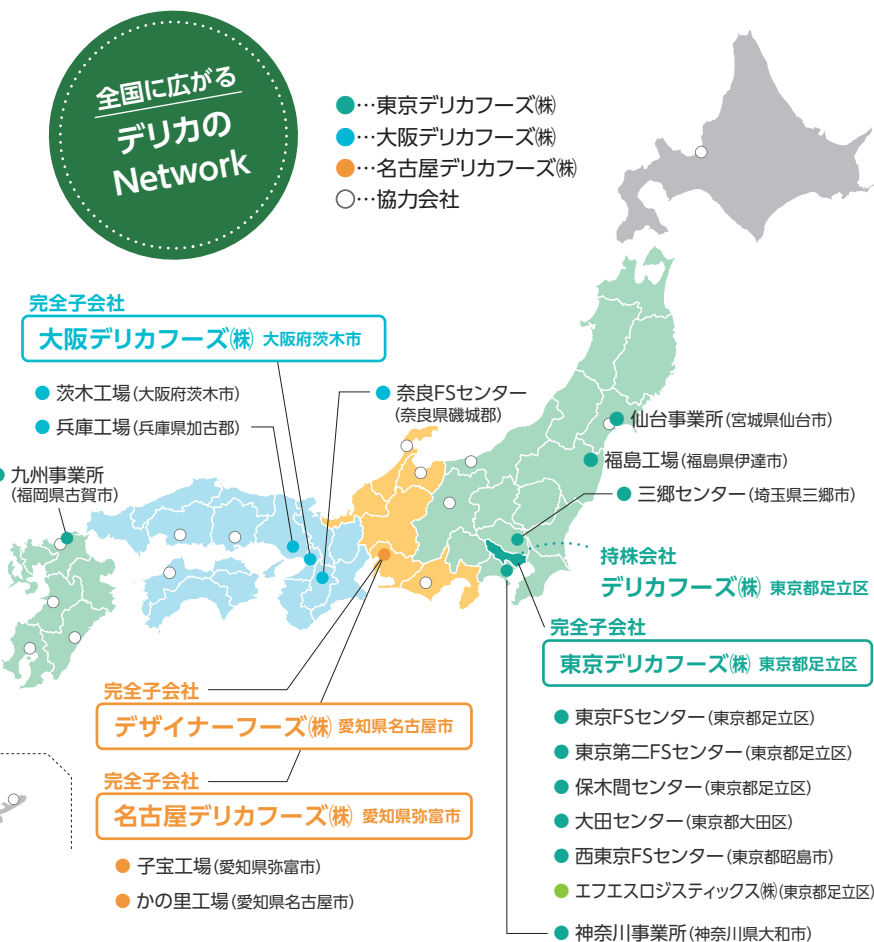 全国に広がる
デリカの
Network
●…東京デリカフーズ㈱
●…大阪デリカフーズ㈱
●…名古屋デリカフーズ㈱
○…協力会社
完全子会社
大阪デリカフーズ㈱ 大阪府茨木市
● 茨木工場(大阪府茨木市)
● 兵庫工場(兵庫県加古郡)
● 奈良FSセンター
(奈良県磯城郡)
● 九州事業所
(福岡県古賀市)
● 仙台事業所(宮城県仙台市)
● 福島工場(福島県伊達市)
● 三郷センター(埼玉県三郷市)
持株会社
デリカフーズ㈱ 東京都足立区
完全子会社
東京デリカフーズ㈱ 東京都足立区
● 東京FSセンター(東京都足立区)
● 東京第二FSセンター(東京都足立区)
● 保木間センター(東京都足立区)
● 大田センター(東京都大田区)
● 西東京FSセンター(東京都昭島市)
● エフエスロジスティックス㈱(東京都足立区)
● 神奈川事業所(神奈川県大和市)
完全子会社
デザイナーフーズ㈱ 愛知県名古屋市
完全子会社
名古屋デリカフーズ㈱ 愛知県弥富市
● 子宝工場(愛知県弥富市)
● かの里工場(愛知県名古屋市)